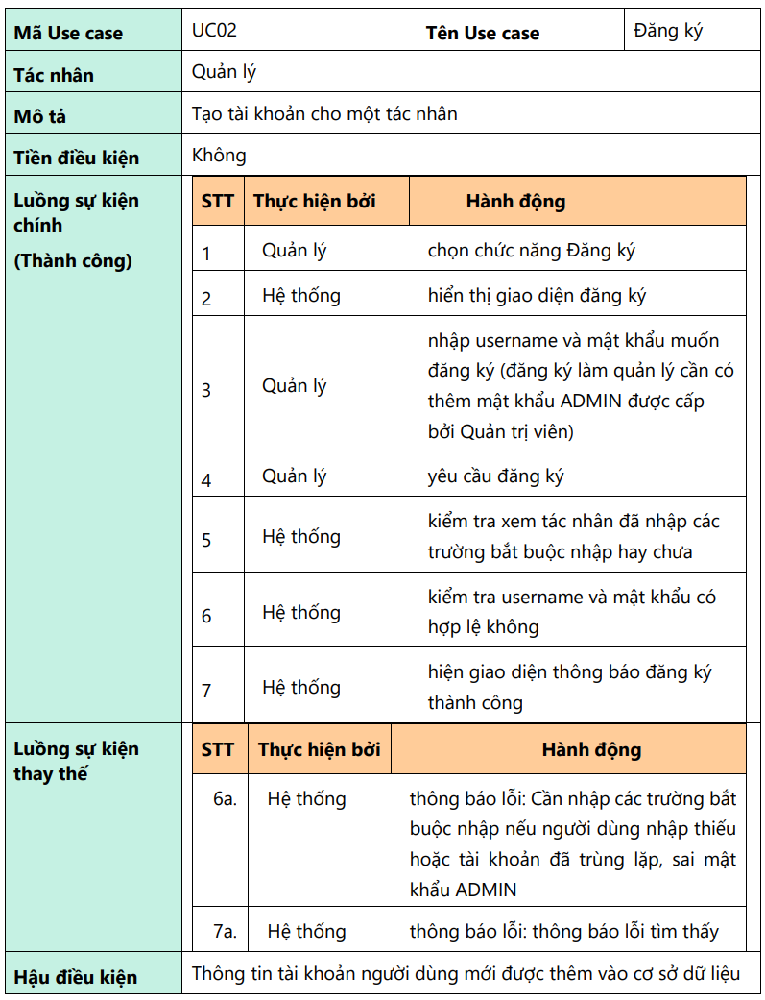 Mã Use case UC02 Tên Use case Đăng ký
Tác nhân Quản lý
Mô tả Tạo tài khoản cho một tác nhân
Tiền điều kiện Không
Luồng sự kiện
chính
(Thành công)
STT Thực hiện bởi Hành động
1 Quản lý chọn chức năng Đăng ký
2 Hệ thống hiển thị giao diện đăng ký
3 Quản lý nhập username và mật khẩu muốn
đăng ký (đăng ký làm quản lý cần có
thêm mật khẩu ADMIN được cấp
bởi Quản trị viên)
4 Quản lý yêu cầu đăng ký
5 Hệ thống kiểm tra xem tác nhân đã nhập các
trường bắt buộc nhập hay chưa
6 Hệ thống kiểm tra username và mật khẩu có
hợp lệ không
7 Hệ thống hiện giao diện thông báo đăng ký
thành công
Luồng sự kiện
thay thế
STT Thực hiện bởi Hành động
6a. Hệ thống thông báo lỗi: Cần nhập các trường bắt
buộc nhập nếu người dùng nhập thiếu
hoặc tài khoản đã trùng lặp, sai mật
khẩu ADMIN
7a. Hệ thống thông báo lỗi: thông báo lỗi tìm thấy
Hậu điều kiện Thông tin tài khoản người dùng mới được thêm vào cơ sở dữ liệu